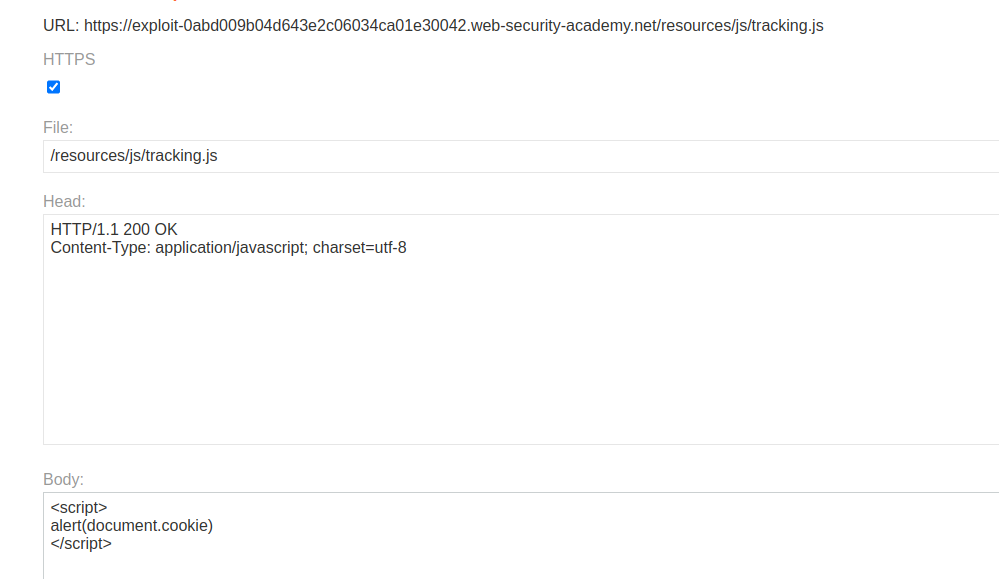 URL: https://exploit-0abd009b04d643e2c06034ca01e30042.web-security-academy.net/resources/js/tracking.js
HTTPS
File:
/resources/js/tracking.js
Head:
HTTP/1.1 200 OK
Content-Type: application/javascript; charset=utf-8
Body:
<script>
alert(document.cookie)
</script>